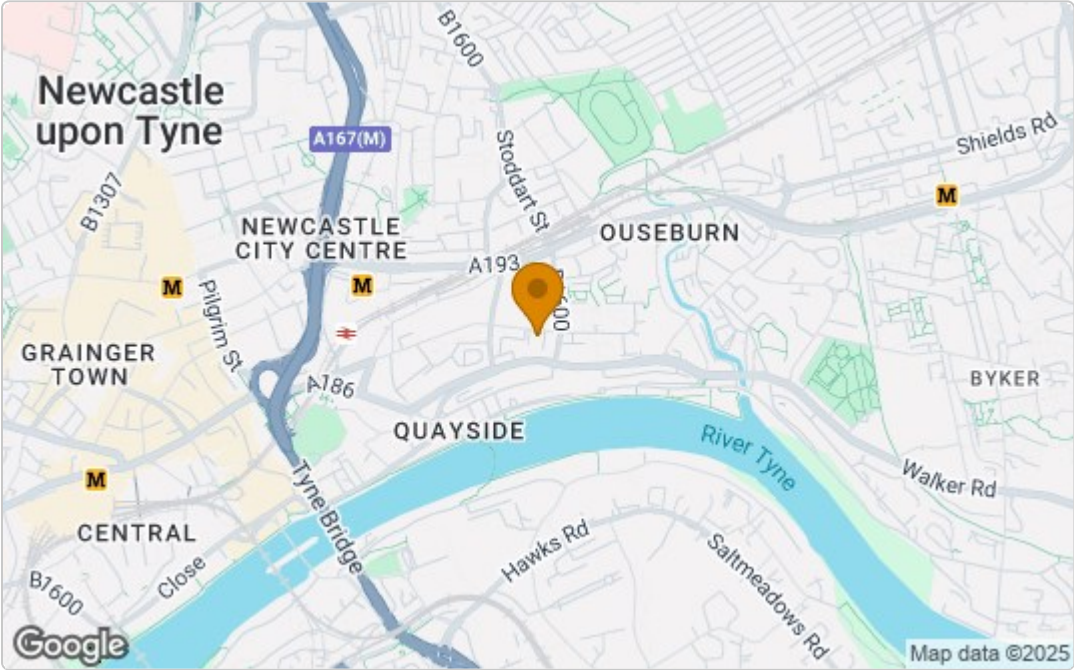 B1600
Newcastle
upon Tyne
A167(M)
Stoddart St
Shields Rd
B1307
M
NEWCASTLE
CITY CENTRE
OUSEBURN
A193
M
M
Pilgrim St
GRAINGER
TOWN
A186
BYKER
QUAYSIDE
River Tyne
M
Walker Rd
Tyne Bridge
CENTRAL
Hawks Rd
Saltmeadows Rd
Close
B1600
Google
Map data ©2025